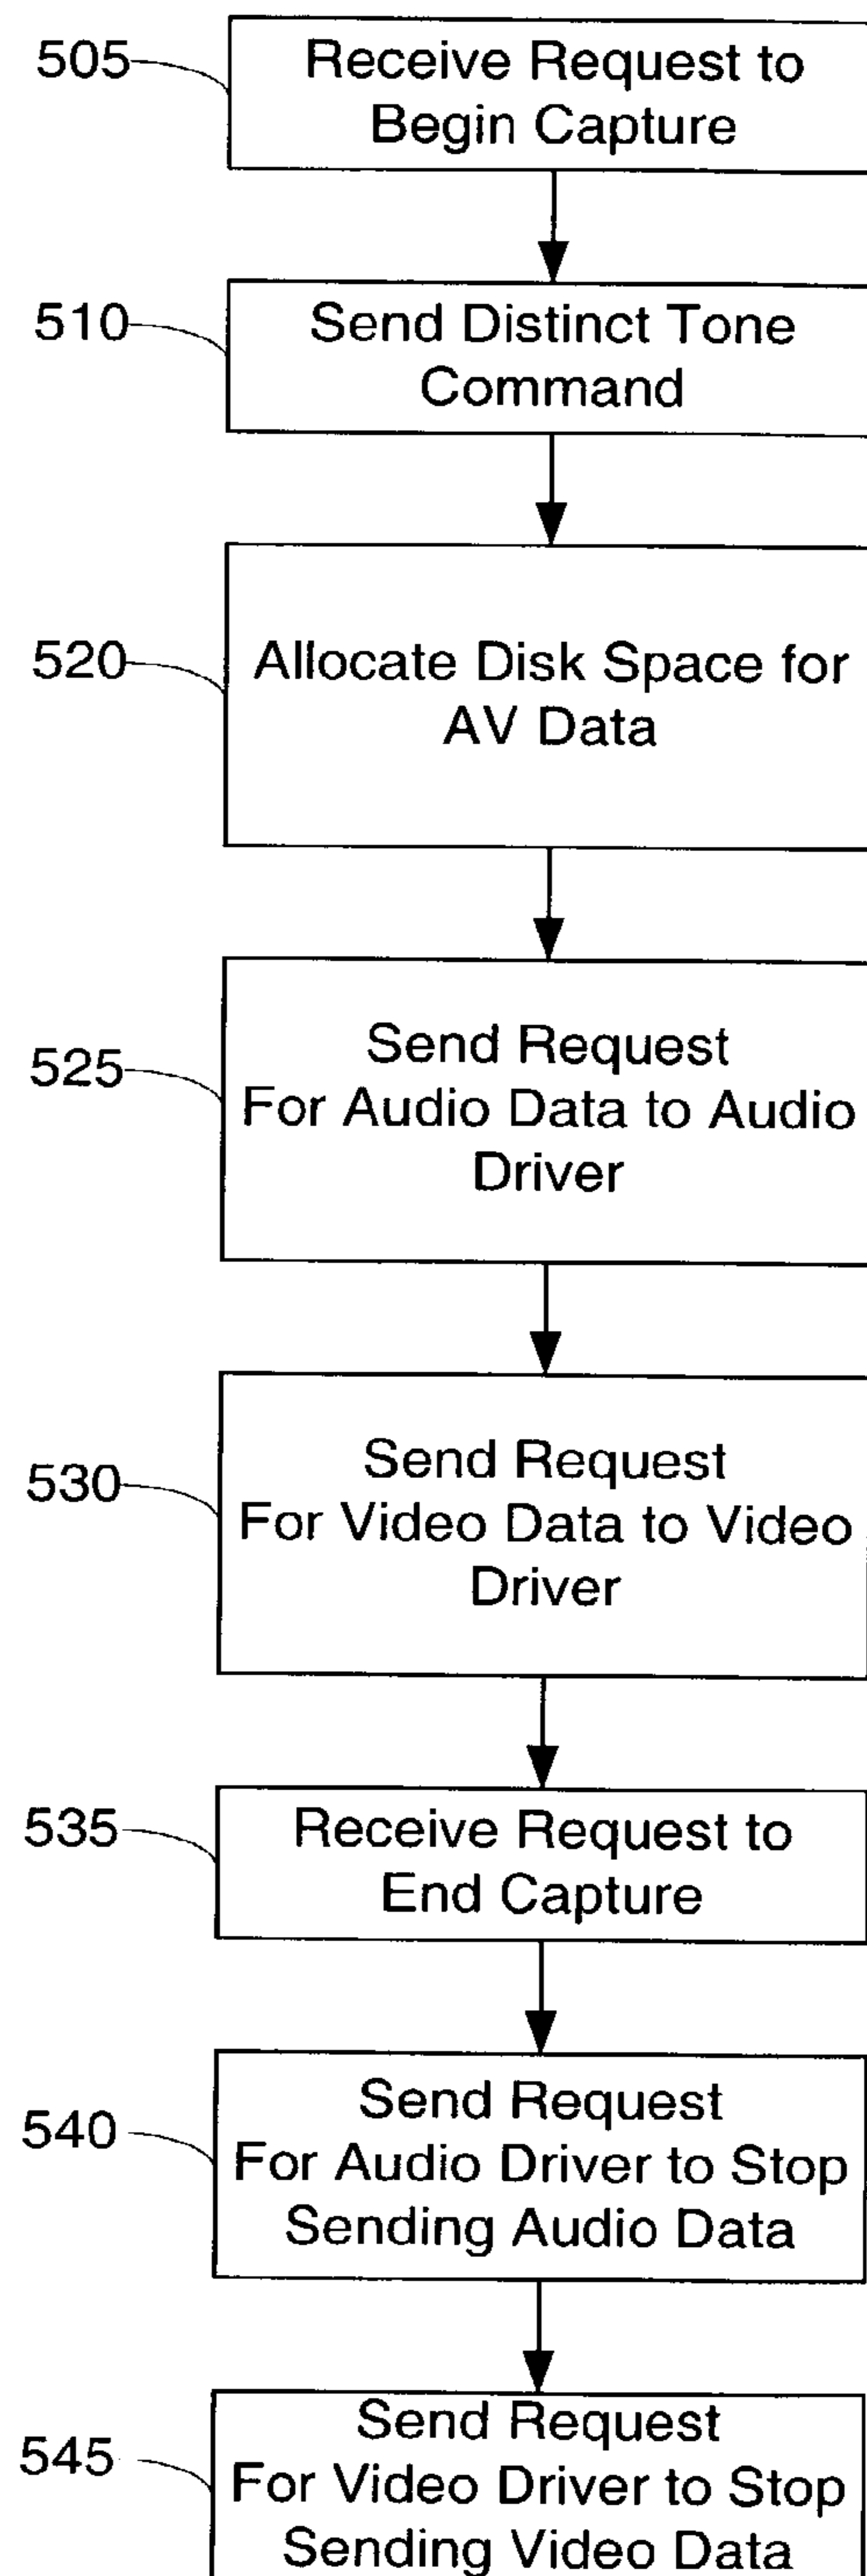 505
Receive Request to
Begin Capture
510
Send Distinct Tone
Command
520
Allocate Disk Space for
AV Data
525
Send Request
For Audio Data to Audio
Driver
530
Send Request
For Video Data to Video
Driver
535
Receive Request to
End Capture
540
Send Request
For Audio Driver to Stop
Sending Audio Data
545
Send Request
For Video Driver to Stop
Sending Video Data